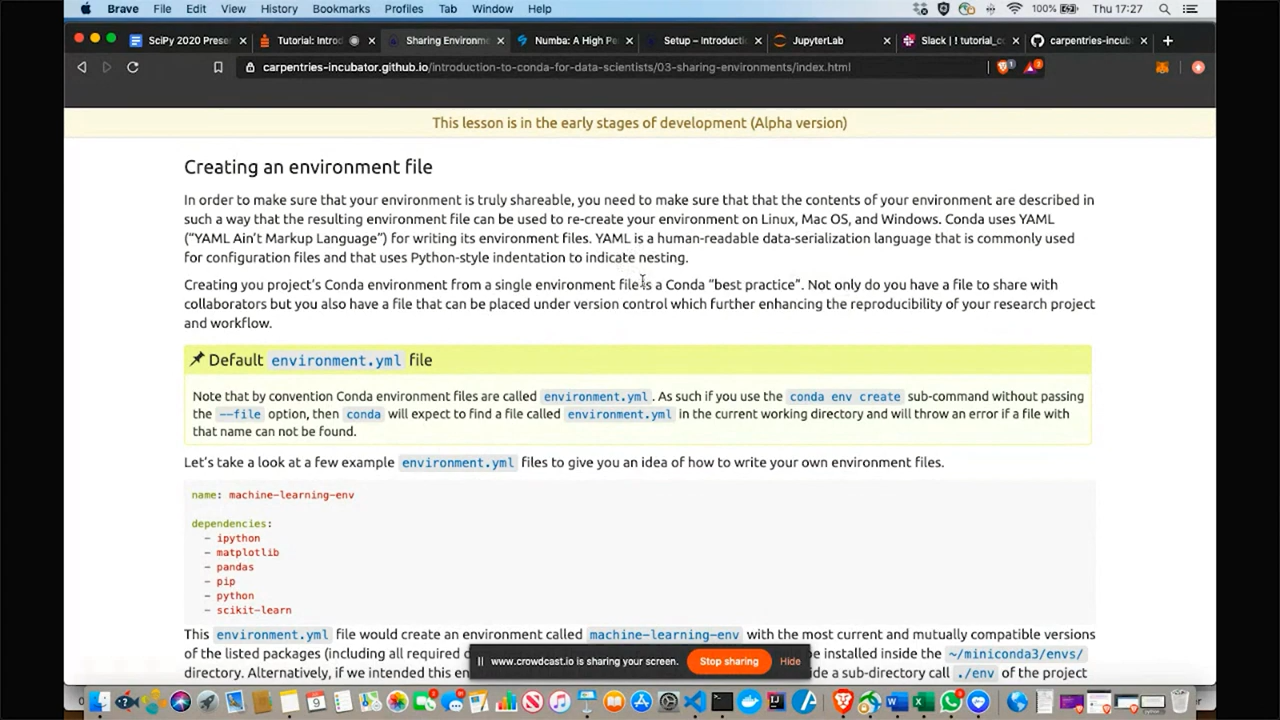 Brave File Edit View History Bookmarks Profiles Tab Window Help 100% Thu 17:27
SciPy 2020 Prese Tutorial: Introd Sharing Environme Numba: A High Pe Setup – Introductio JupyterLab Slack | ! tutorial_co carpentries-incub
carpentries-incubator.github.io/introduction-to-conda-for-data-scientists/03-sharing-environments/index.html
This lesson is in the early stages of development (Alpha version)
Creating an environment file
In order to make sure that your environment is truly shareable, you need to make sure that that the contents of your environment are described in
such a way that the resulting environment file can be used to re-create your environment on Linux, Mac OS, and Windows. Conda uses YAML
(“YAML Ain’t Markup Language”) for writing its environment files. YAML is a human-readable data-serialization language that is commonly used
for configuration files and that uses Python-style indentation to indicate nesting.
Creating you project’s Conda environment from a single environment file is a Conda “best practice”. Not only do you have a file to share with
collaborators but you also have a file that can be placed under version control which further enhancing the reproducibility of your research project
and workflow.
Default environment.yml file
Note that by convention Conda environment files are called environment.yml. As such if you use the conda env create sub-command without passing
the --file option, then conda will expect to find a file called environment.yml in the current working directory and will throw an error if a file with
that name can not be found.
Let’s take a look at a few example environment.yml files to give you an idea of how to write your own environment files.
name: machine-learning-env
dependencies:
- ipython
- matplotlib
- pandas
- pip
- python
- scikit-learn
This environment.yml file would create an environment called machine-learning-env with the most current and mutually compatible versions
of the listed packages (including all required d be installed inside the ~/miniconda3/envs/
directory. Alternatively, if we intended this en de a sub-directory call ./env of the project
www.crowdcast.io is sharing your screen. Stop sharing Hide